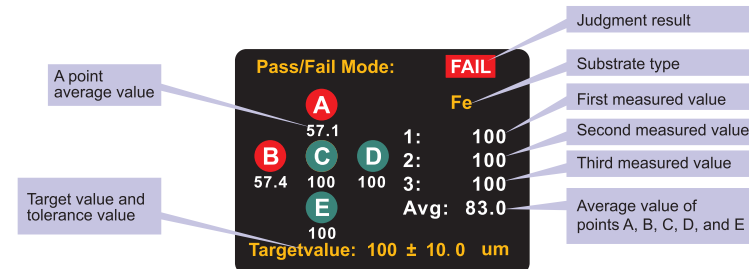 Judgment result
Pass/Fail Mode: FAIL
Substrate type
A point
average value
A
Fe
First measured value
57.1
1: 100
Second measured value
B C D
2: 100
Third measured value
57.4 100 100
3: 100
Target value and
tolerance value
E
Avg: 83.0
Average value of
points A, B, C, D, and E
100
Targetvalue: 100 ± 10.0 um